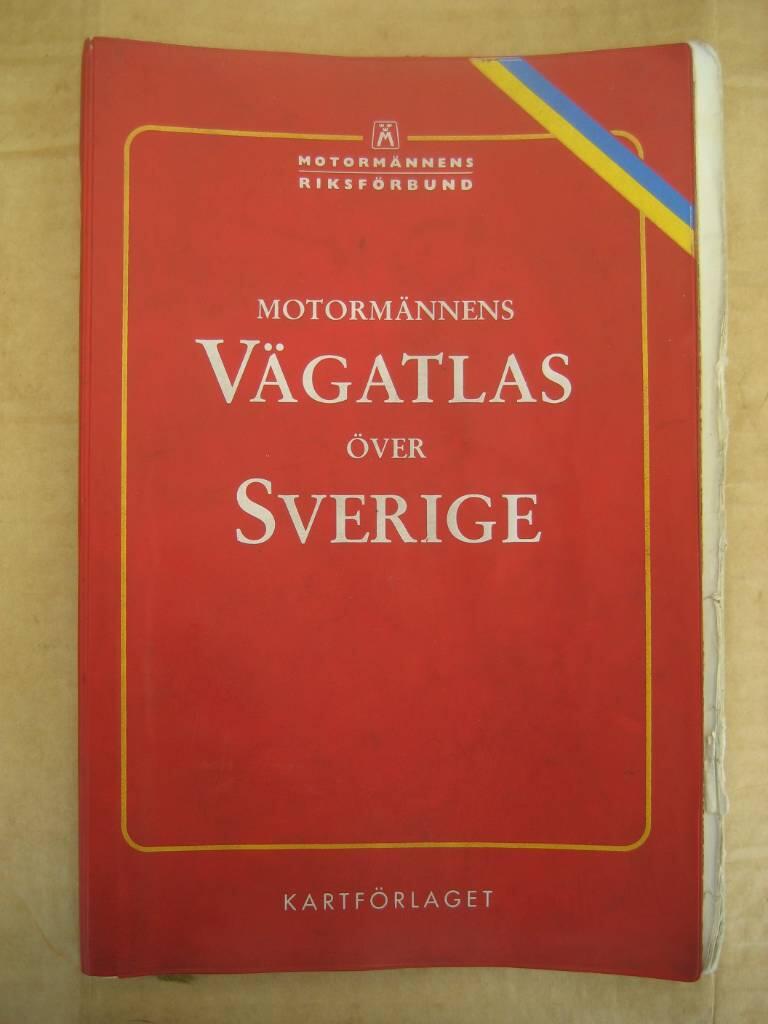 M
MOTORMÄNNENS
RIKSFÖRBUND
MOTORMÄNNENS
VÄGATLAS
ÖVER
SVERIGE
KARTFÖRLAGET